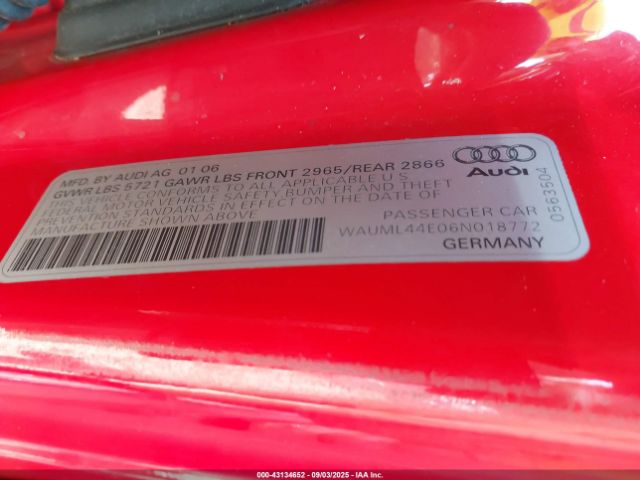 MFD. BY AUDI AG 01 06
GVWR LBS 5721 GAWR LBS FRONT 2965/REAR 2866
VEHICLE CONFORMS TO ALL APPLICABLE U.S.
FEDERAL MOTOR VEHICLE SAFETY BUMPER AND THEFT
PREVENTION STANDARDS IN EFFECT ON THE DATE OF
MANUFACTURE SHOWN ABOVE
Audi
PASSENGER CAR
WAUML44E06N018772
GERMANY
0563504
000-43134652 - 09/03/2025 - IAA Inc.